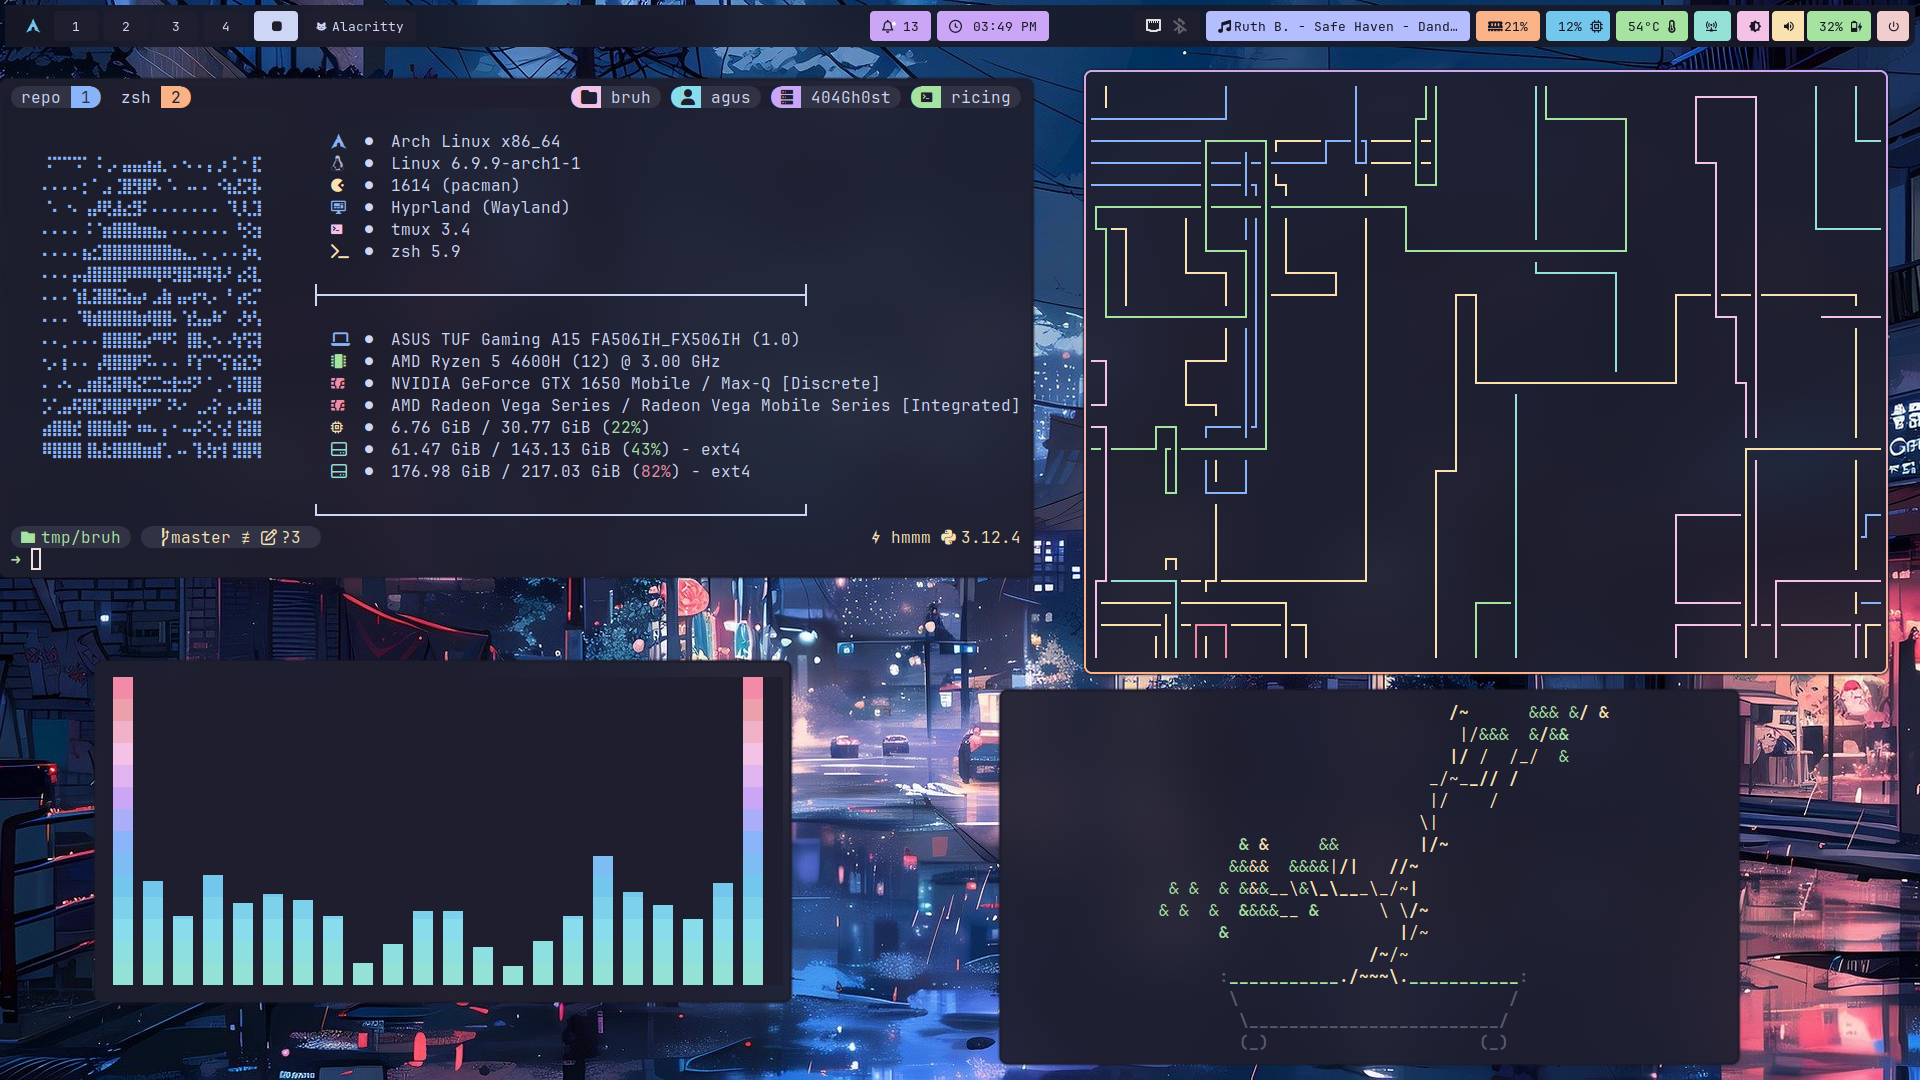 1 2 3 4 Alacritty 13 03:49 PM Ruth B. - Safe Haven - Dand… 21% 12% 54°C 32%
repo 1 zsh 2 bruh agus 404Gh0st ricing
Arch Linux x86_64
Linux 6.9.9-arch1-1
1614 (pacman)
Hyprland (Wayland)
tmux 3.4
zsh 5.9
ASUS TUF Gaming A15 FA506IH_FX506IH (1.0)
AMD Ryzen 5 4600H (12) @ 3.00 GHz
NVIDIA GeForce GTX 1650 Mobile / Max-Q [Discrete]
AMD Radeon Vega Series / Radeon Vega Mobile Series [Integrated]
6.76 GiB / 30.77 GiB (22%)
61.47 GiB / 143.13 GiB (43%) - ext4
176.98 GiB / 217.03 GiB (82%) - ext4
tmp/bruh master ≢ ?3 hmmm 3.12.4
➜